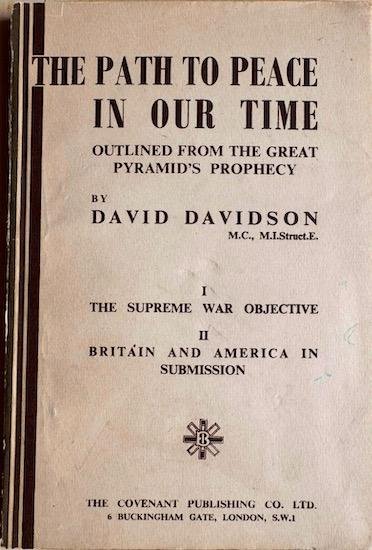 THE PATH TO PEACE
IN OUR TIME
OUTLINED FROM THE GREAT
PYRAMID'S PROPHECY
BY
DAVID DAVIDSON
M.C., M.I.Struct.E.
I
THE SUPREME WAR OBJECTIVE
II
BRITAIN AND AMERICA IN
SUBMISSION
8
THE COVENANT PUBLISHING CO. LTD.
6 BUCKINGHAM GATE, LONDON, S.W.1